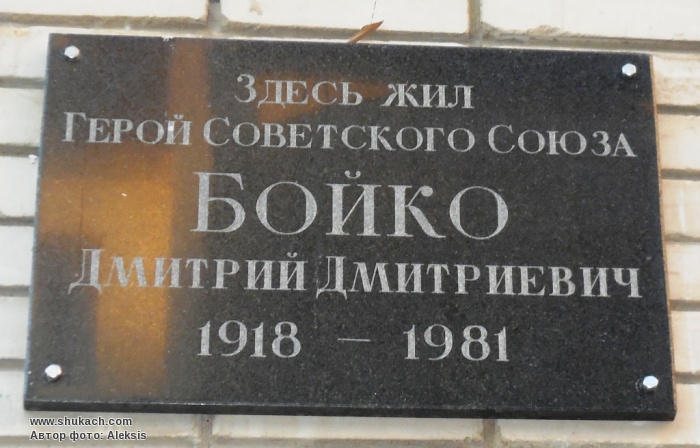 Здесь жил
Герой Советского Союза
Бойко
Дмитрий Дмитриевич
1918 — 1981
www.shukach.com
Автор фото: Aleksis